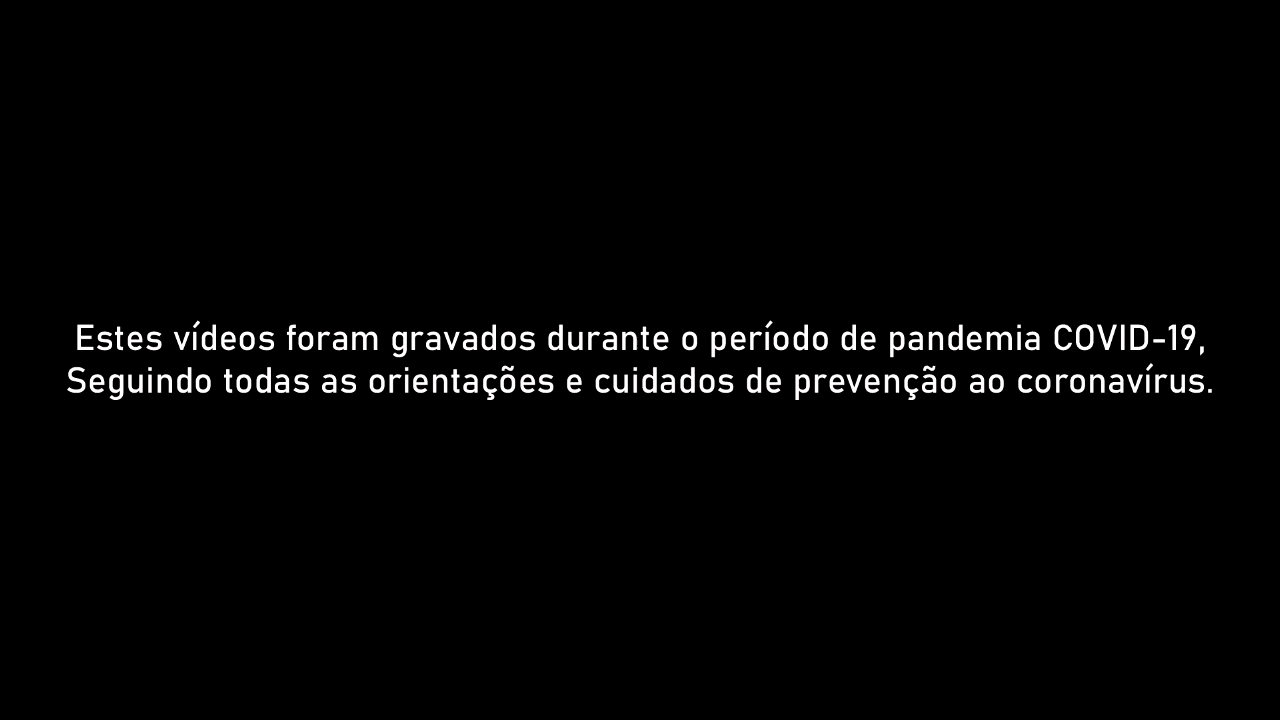 Estes vídeos foram gravados durante o período de pandemia COVID-19,
Seguindo todas as orientações e cuidados de prevenção ao coronavírus.